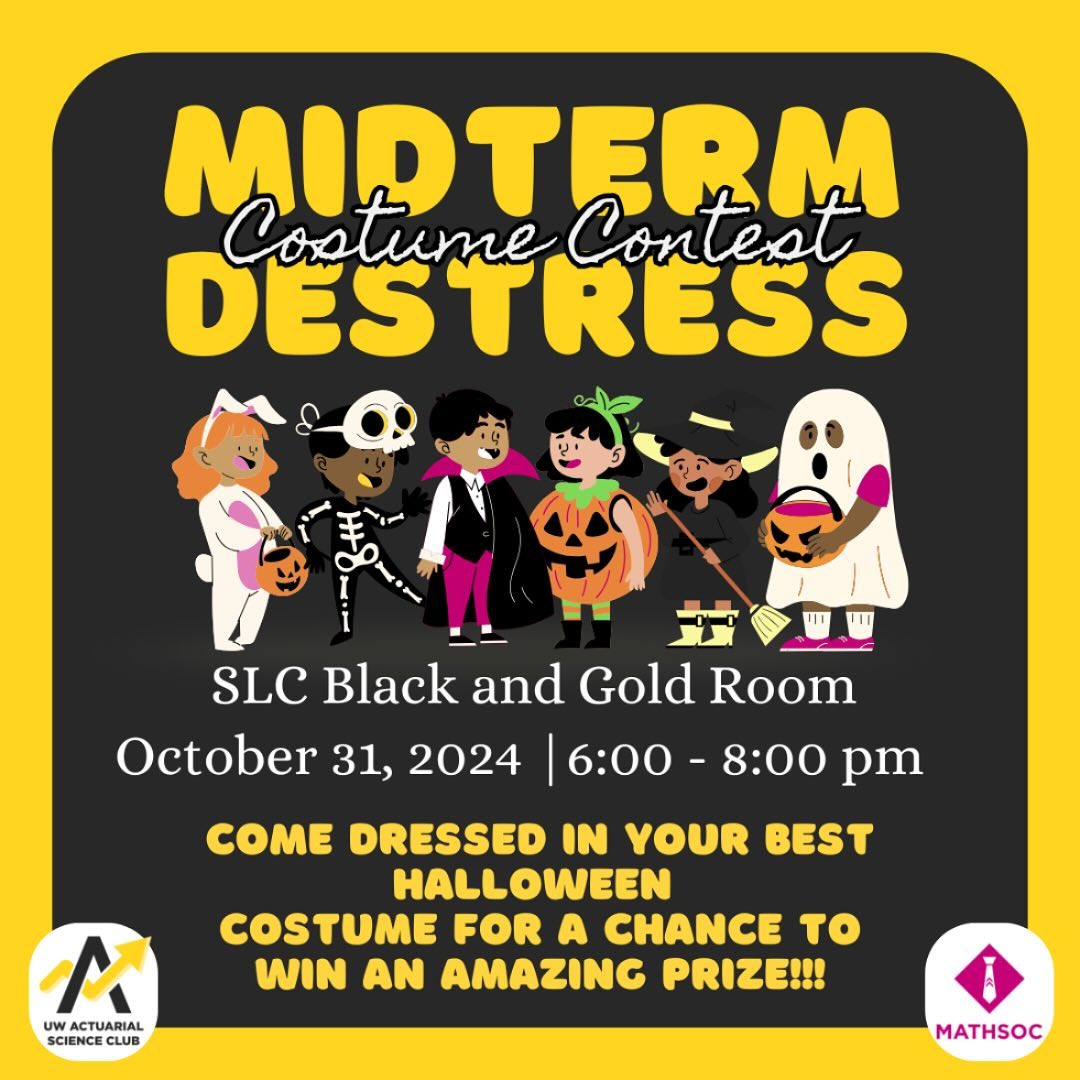 MIDTERM
Costume Contest
DESTRESS
SLC Black and Gold Room
October 31, 2024 | 6:00 - 8:00 pm
COME DRESSED IN YOUR BEST
HALLOWEEN
COSTUME FOR A CHANCE TO
WIN AN AMAZING PRIZE!!!
UW ACTUARIAL
SCIENCE CLUB
MATHSOC